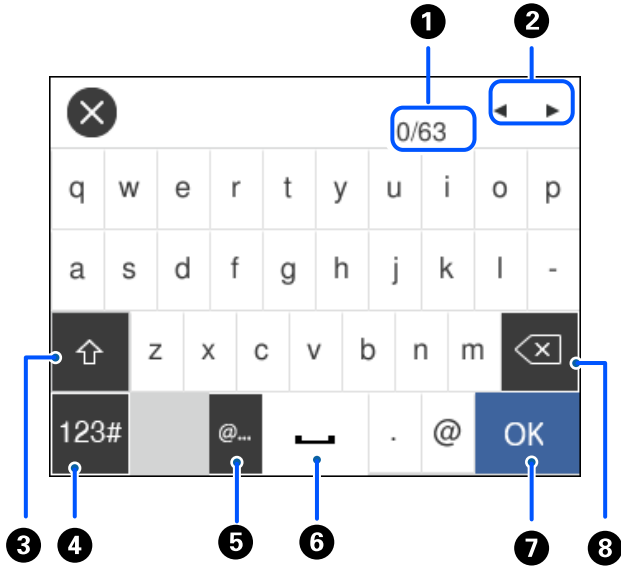 1 2
0/63 ◀ ▶
q w e r t y u i o p
a s d f g h j k l -
z x c v b n m
123# @... . @ OK
3 4 5 6 7 8